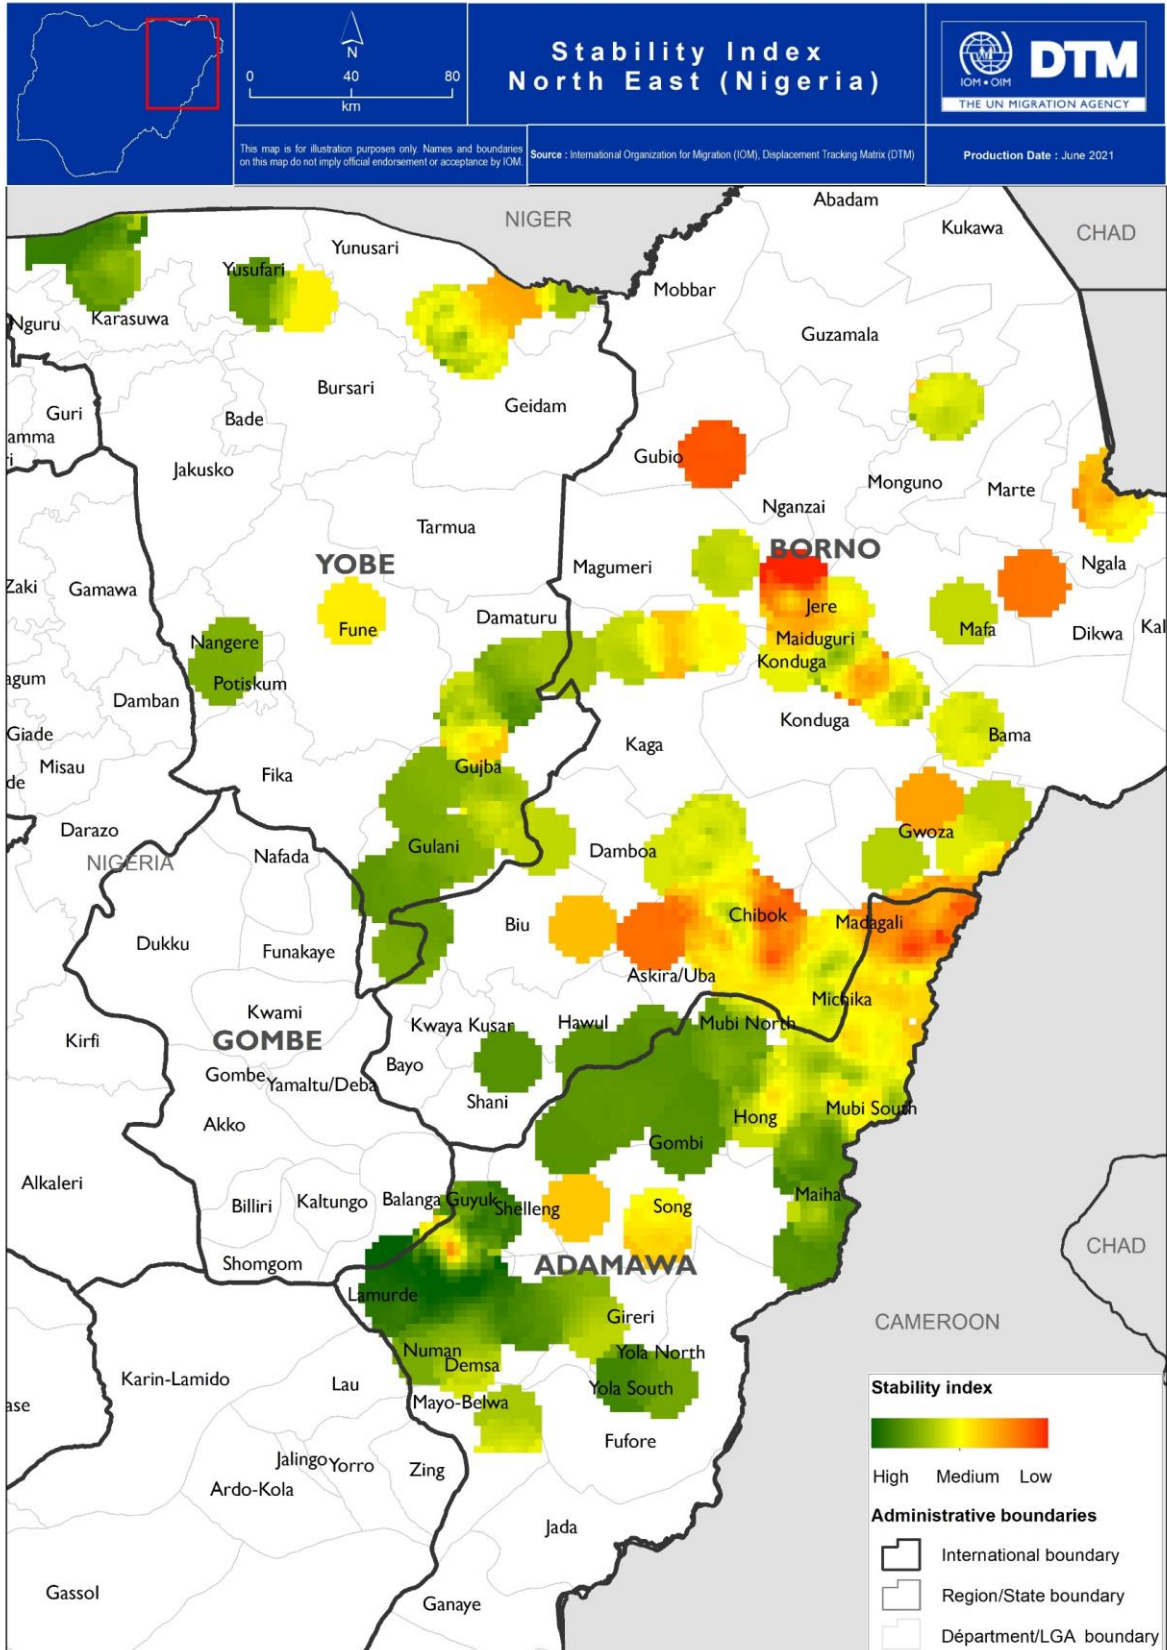 N
0 40 80
km
Stability Index
North East (Nigeria)
IOM • OIM
DTM
THE UN MIGRATION AGENCY
This map is for illustration purposes only. Names and boundaries
on this map do not imply official endorsement or acceptance by IOM.
Source : International Organization for Migration (IOM), Displacement Tracking Matrix (DTM)
Production Date : June 2021
Abadam
NIGER
Kukawa
CHAD
Yunusari
Yusufari
Mobbar
Nguru
Karasuwa
Guzamala
Bursari
Geidam
Guri
Bade
amma
ri
Gubio
Jakusko
Monguno
Marte
Nganzai
Tarmua
BORNO
YOBE
Magumeri
Ngala
Zaki
Gamawa
Jere
Damaturu
Fune
Mafa
Dikwa
Kal
Nangere
Maiduguri
Konduga
agum
Potiskum
Damban
Konduga
Giade
Bama
Kaga
Misau
de
Gujba
Fika
Darazo
Gwoza
NIGERIA
Nafada
Gulani
Damboa
Chibok
Madagali
Biu
Dukku
Funakaye
Askira/Uba
Michika
Kwami
Kwaya Kusar
Hawul
Mubi North
Kirfi
GOMBE
Bayo
Gombe
Yamaltu/Deba
Shani
Mubi South
Hong
Akko
Gombi
Alkaleri
Maiha
Billiri
Kaltungo
Balanga
Guyuk
Shelleng
Song
CHAD
Shomgom
ADAMAWA
Lamurde
Gireri
CAMEROON
Numan
Yola North
Demsa
Karin-Lamido
Lau
Yola South
ase
Mayo-Belwa
Fufore
Jalingo
Yorro
Zing
Ardo-Kola
Jada
Gassol
Ganaye
Stability index
High Medium Low
Administrative boundaries
International boundary
Region/State boundary
Départment/LGA boundary